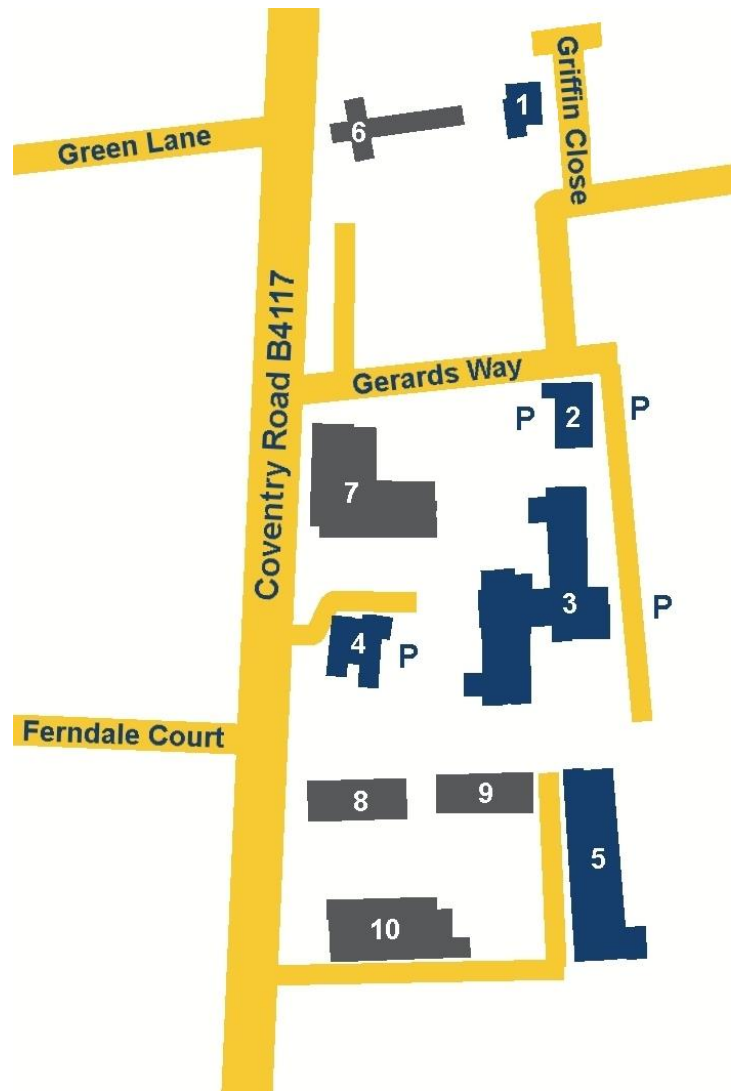 Griffin Close
1
6
Green Lane
Coventry Road B4117
Gerards Way
P
2
P
7
3
P
4
P
Ferndale Court
8
9
5
10